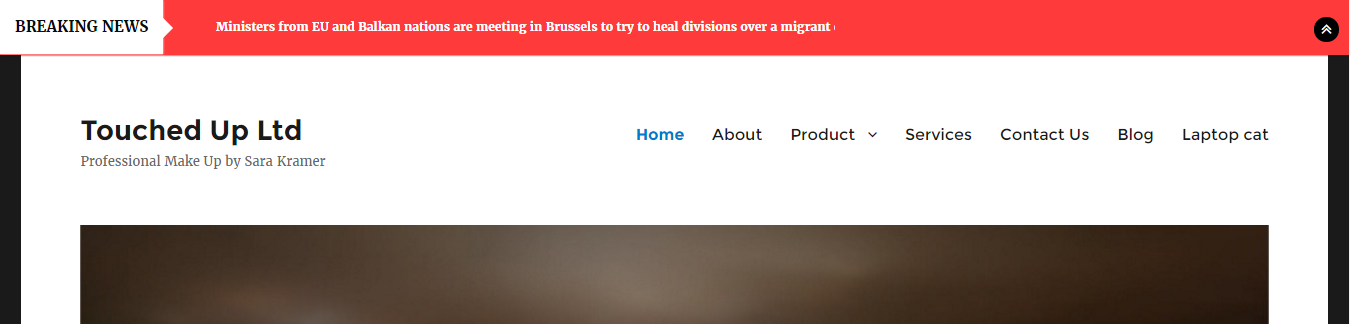 BREAKING NEWS
Ministers from EU and Balkan nations are meeting in Brussels to try to heal divisions over a migrant
Touched Up Ltd
Professional Make Up by Sara Kramer
Home About Product Services Contact Us Blog Laptop cat